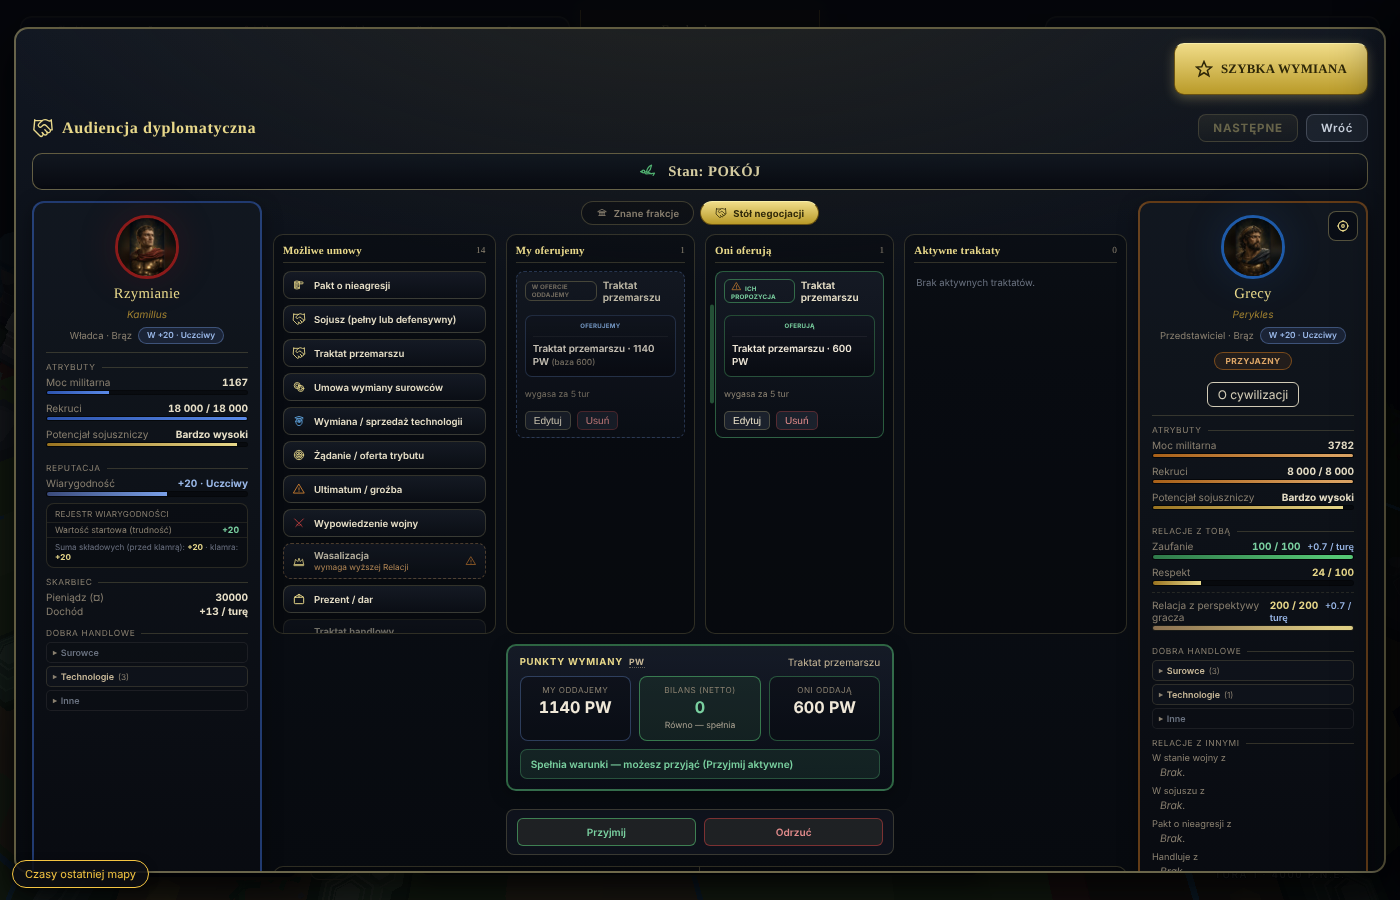 SZYBKA WYMIANA
Audiencja dyplomatyczna
NASTĘPNE
Wróć
Stan: POKÓJ
Rzymianie
Kamillus
Władca · Brąz
W +20 · Uczciwy
ATRYBUTY
Moc militarna 1167
Rekruci 18 000 / 18 000
Potencjał sojuszniczy Bardzo wysoki
REPUTACJA
Wiarygodność +20 · Uczciwy
REJESTR WIARYGODNOŚCI
Wartość startowa (trudność) +20
Suma składowych (przed klamrą): +20 · klamra:
+20
SKARBIEC
Pieniądz (¤) 30000
Dochód +13 / turę
DOBRA HANDLOWE
▸ Surowce
▸ Technologie (3)
▸ Inne
Znane frakcje
Stół negocjacji
Możliwe umowy 14
Pakt o nieagresji
Sojusz (pełny lub defensywny)
Traktat przemarszu
Umowa wymiany surowców
Wymiana / sprzedaż technologii
Żądanie / oferta trybutu
Ultimatum / groźba
Wypowiedzenie wojny
Wasalizacja
wymaga wyższej Relacji
Prezent / dar
Traktat handlowy
My oferujemy 1
W OFERCIE
ODDAJEMY
Traktat
przemarszu
OFERUJEMY
Traktat przemarszu · 1140
PW (baza 600)
wygasa za 5 tur
Edytuj
Usuń
Oni oferują 1
ICH
PROPOZYCJA
Traktat
przemarszu
OFERUJĄ
Traktat przemarszu · 600
PW
wygasa za 5 tur
Edytuj
Usuń
Aktywne traktaty 0
Brak aktywnych traktatów.
PUNKTY WYMIANY PW
Traktat przemarszu
MY ODDAJEMY
1140 PW
BILANS (NETTO)
0
Równo — spełnia
ONI ODDAJĄ
600 PW
Spełnia warunki — możesz przyjąć (Przyjmij aktywne)
Przyjmij
Odrzuć
Grecy
Perykles
Przedstawiciel · Brąz
W +20 · Uczciwy
PRZYJAZNY
O cywilizacji
ATRYBUTY
Moc militarna 3782
Rekruci 8 000 / 8 000
Potencjał sojuszniczy Bardzo wysoki
RELACJE Z TOBĄ
Zaufanie 100 / 100 +0.7 / turę
Respekt 24 / 100
Relacja z perspektywy
gracza
200 / 200 +0.7 /
turę
DOBRA HANDLOWE
▸ Surowce (3)
▸ Technologie (1)
▸ Inne
RELACJE Z INNYMI
W stanie wojny z
Brak.
W sojuszu z
Brak.
Pakt o nieagresji z
Brak.
Handluje z
Brak.
Czasy ostatniej mapy